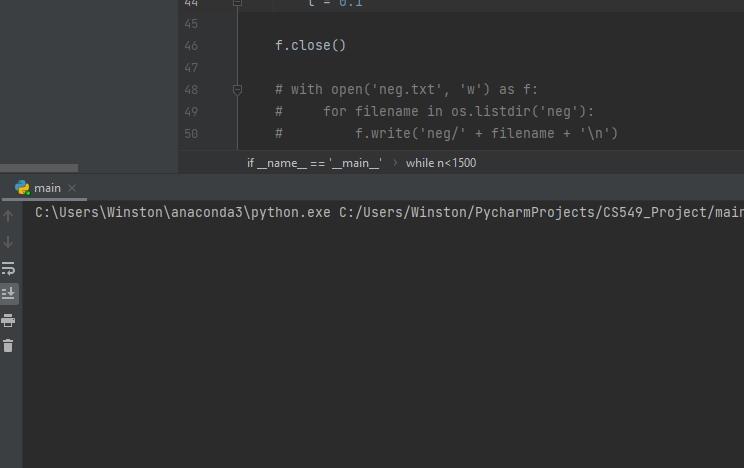 44 t = 0.1
45
46 f.close()
47
48 # with open('neg.txt', 'w') as f:
49 #     for filename in os.listdir('neg'):
50 #         f.write('neg/' + filename + '\n')
if __name__ == '__main__' › while n<1500
main ×
C:\Users\Winston\anaconda3\python.exe C:/Users/Winston/PycharmProjects/CS549_Project/main